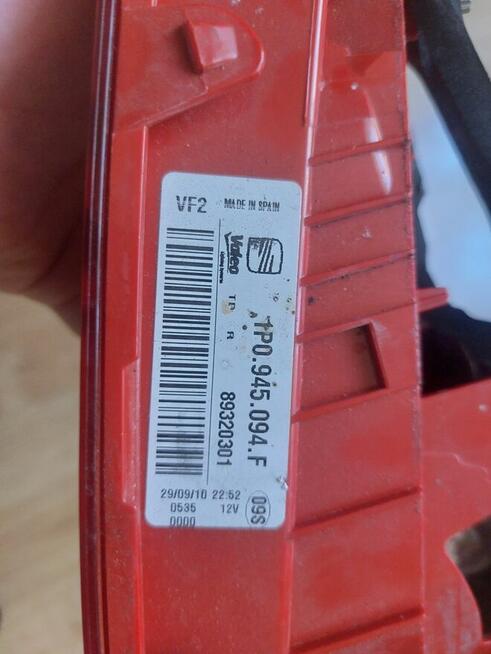 VF2 MADE IN SPAIN
Valeo
TP R
1P0.945.094.F
89320301
29/09/10 22:52
0535 12V
0000
09S